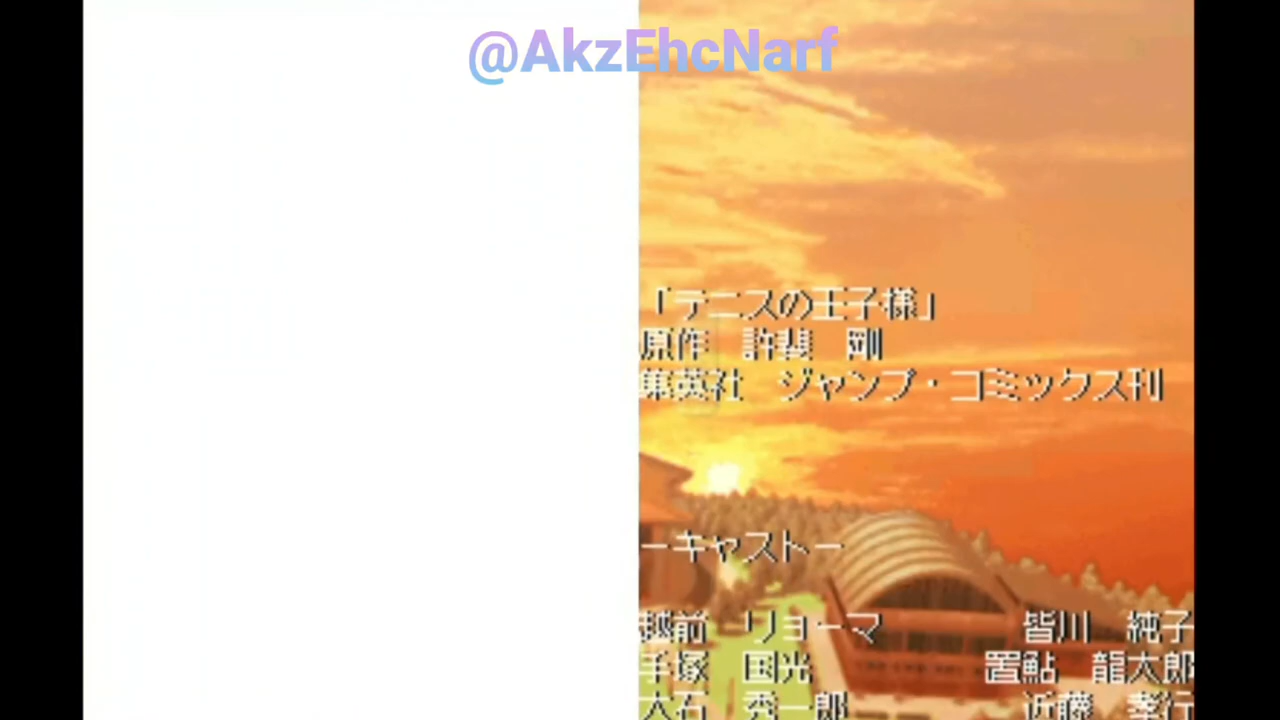 @AkzEhcNarf
「テニスの王子様」
原作 許斐 剛
集英社 ジャンプ・コミックス刊
ーキャストー
越前 リョーマ 皆川 純子
手塚 国光 置鮎 龍太郎
大石 秀一郎 近藤 孝行